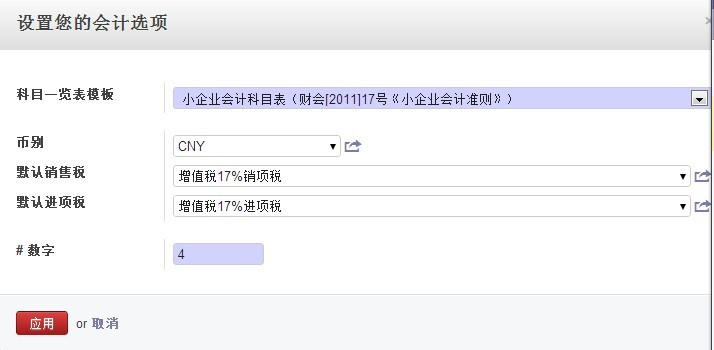 设置您的会计选项
科目一览表模板 小企业会计科目表（财会[2011]17号《小企业会计准则》）
币别 CNY
默认销售税 增值税17%销项税
默认进项税 增值税17%进项税
# 数字 4
应用 or 取消